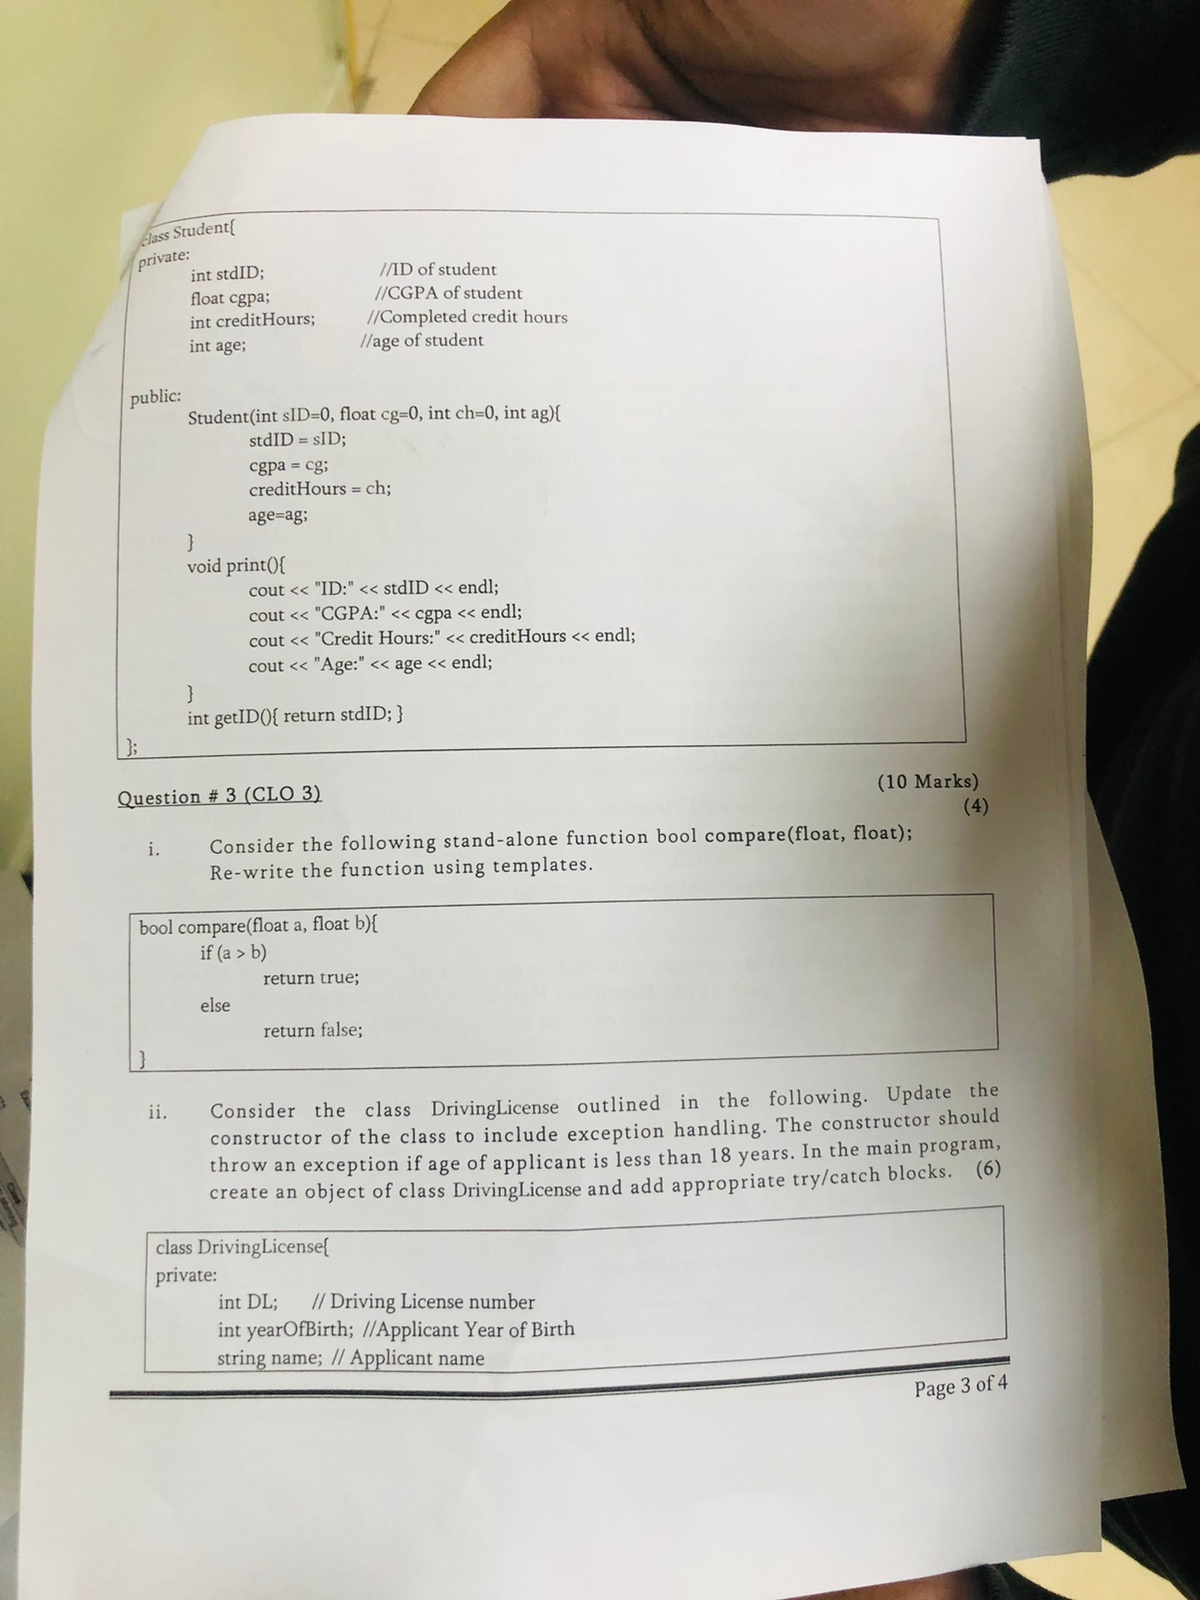 class Student{
private:
int stdID; //ID of student
float cgpa; //CGPA of student
int creditHours; //Completed credit hours
int age; //age of student
public:
Student(int sID=0, float cg=0, int ch=0, int ag){
stdID = sID;
cgpa = cg;
creditHours = ch;
age=ag;
}
void print(){
cout << "ID:" << stdID << endl;
cout << "CGPA:" << cgpa << endl;
cout << "Credit Hours:" << creditHours << endl;
cout << "Age:" << age << endl;
}
int getID(){ return stdID; }
};
Question # 3 (CLO 3) (10 Marks)
(4)
i. Consider the following stand-alone function bool compare(float, float);
Re-write the function using templates.
bool compare(float a, float b){
if (a > b)
return true;
else
return false;
}
ii. Consider the class DrivingLicense outlined in the following. Update the
constructor of the class to include exception handling. The constructor should
throw an exception if age of applicant is less than 18 years. In the main program,
create an object of class DrivingLicense and add appropriate try/catch blocks. (6)
class DrivingLicense{
private:
int DL; // Driving License number
int yearOfBirth; //Applicant Year of Birth
string name; // Applicant name
Page 3 of 4